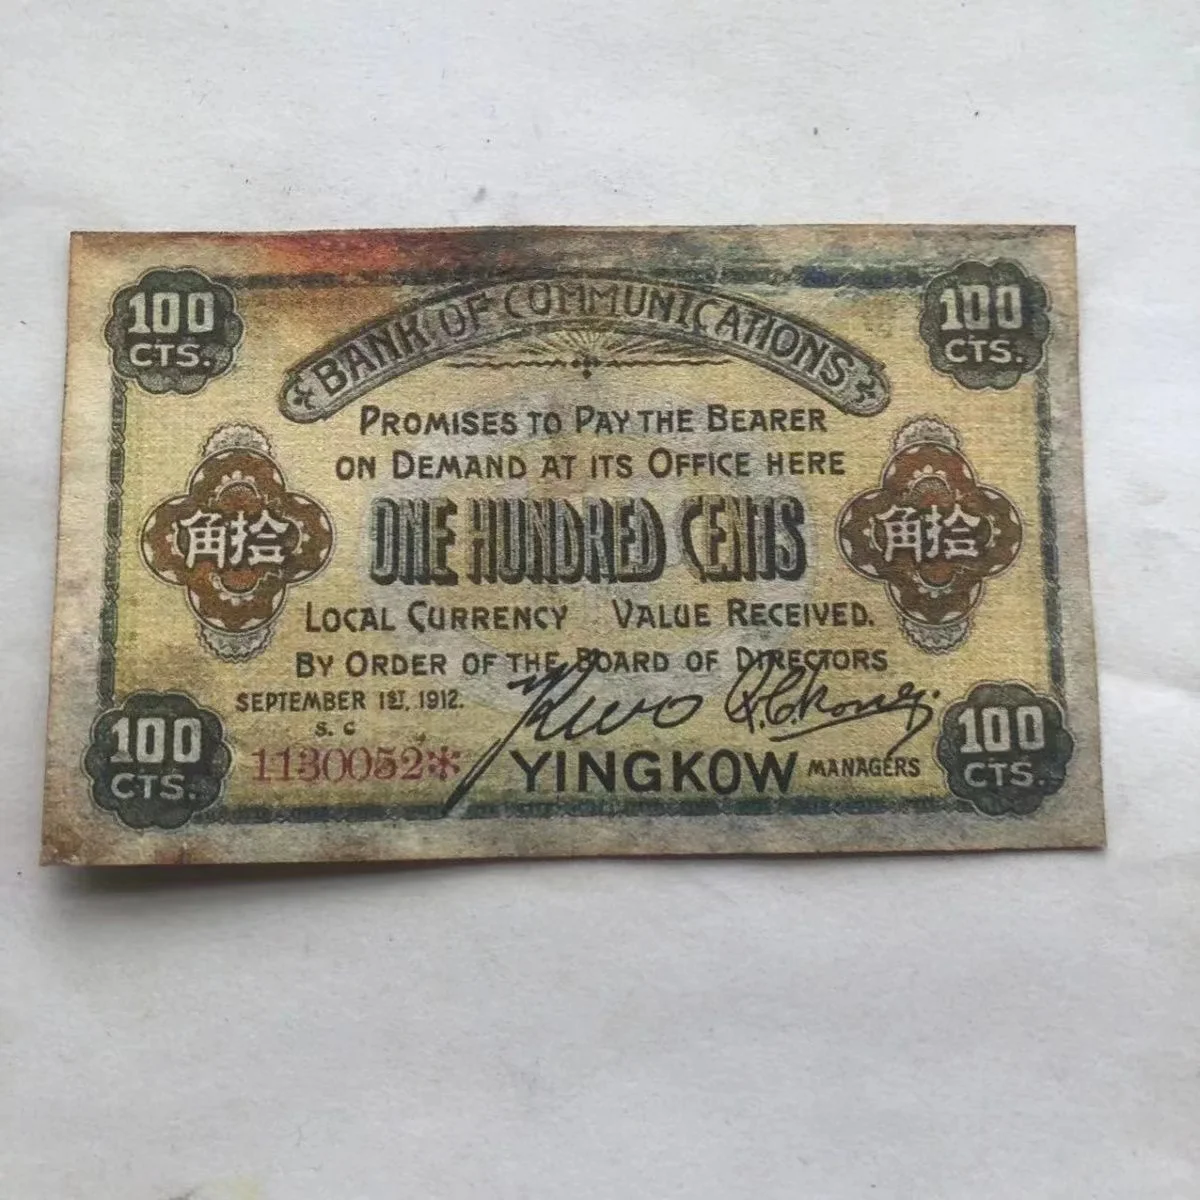 100 CTS.
100 CTS.
BANK OF COMMUNICATIONS
PROMISES TO PAY THE BEARER
ON DEMAND AT ITS OFFICE HERE
角拾
ONE HUNDRED CENTS
角拾
LOCAL CURRENCY VALUE RECEIVED.
BY ORDER OF THE BOARD OF DIRECTORS
SEPTEMBER 1ST, 1912.
S. C
1130052*
YINGKOW MANAGERS
100 CTS.
100 CTS.